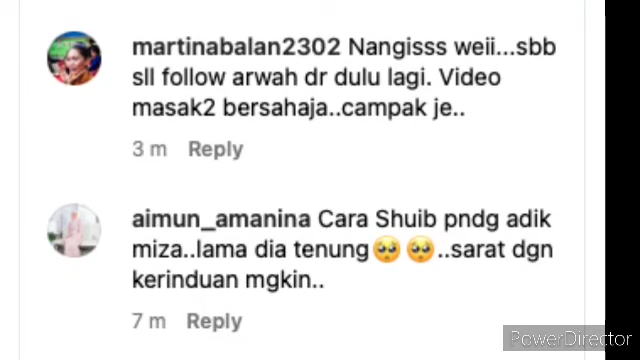 martinabalan2302 Nangisss weii...sbb
sll follow arwah dr dulu lagi. Video
masak2 bersahaja..campak je..
3 m Reply
aimun_amanina Cara Shuib pndg adik
miza..lama dia tenung🥺🥺..sarat dgn
kerinduan mgkin..
7 m Reply
PowerDirector